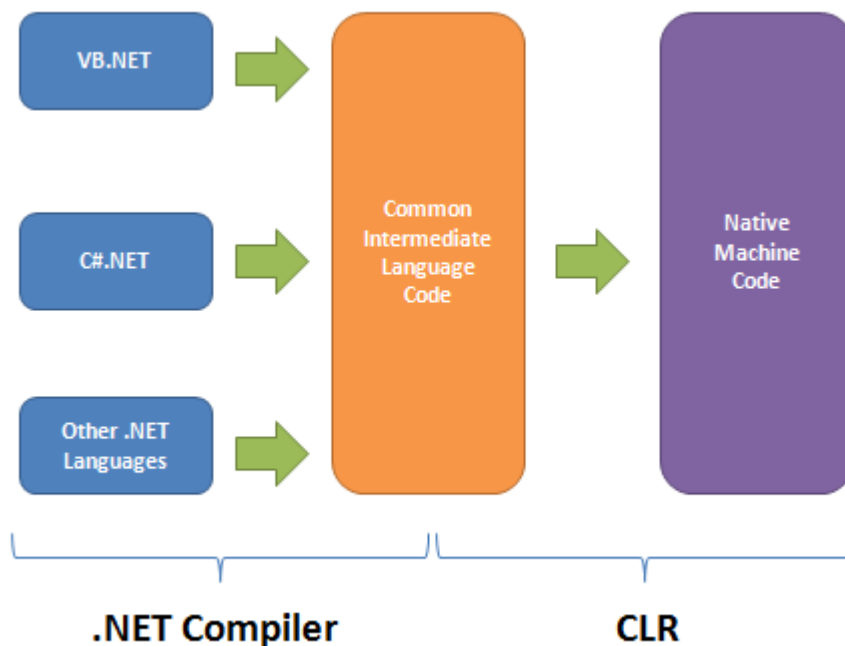 VB.NET
C#.NET
Other .NET
Languages
Common
Intermediate
Language
Code
Native
Machine
Code
.NET Compiler
CLR